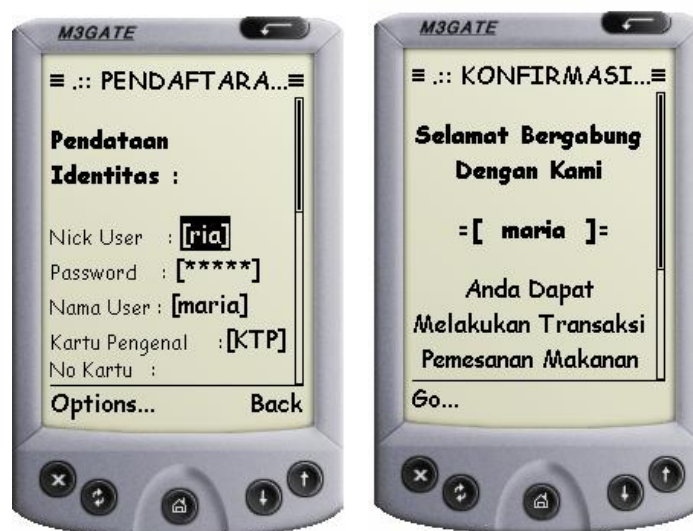 M3GATE
≡ .:: PENDAFTARA...≡
Pendataan
Identitas :
Nick User : [ria]
Password : [*****]
Nama User : [maria]
Kartu Pengenal :[KTP]
No Kartu :
Options... Back
M3GATE
≡ .:: KONFIRMASI...≡
Selamat Bergabung
Dengan Kami
=[ maria ]=
Anda Dapat
Melakukan Transaksi
Pemesanan Makanan
Go...